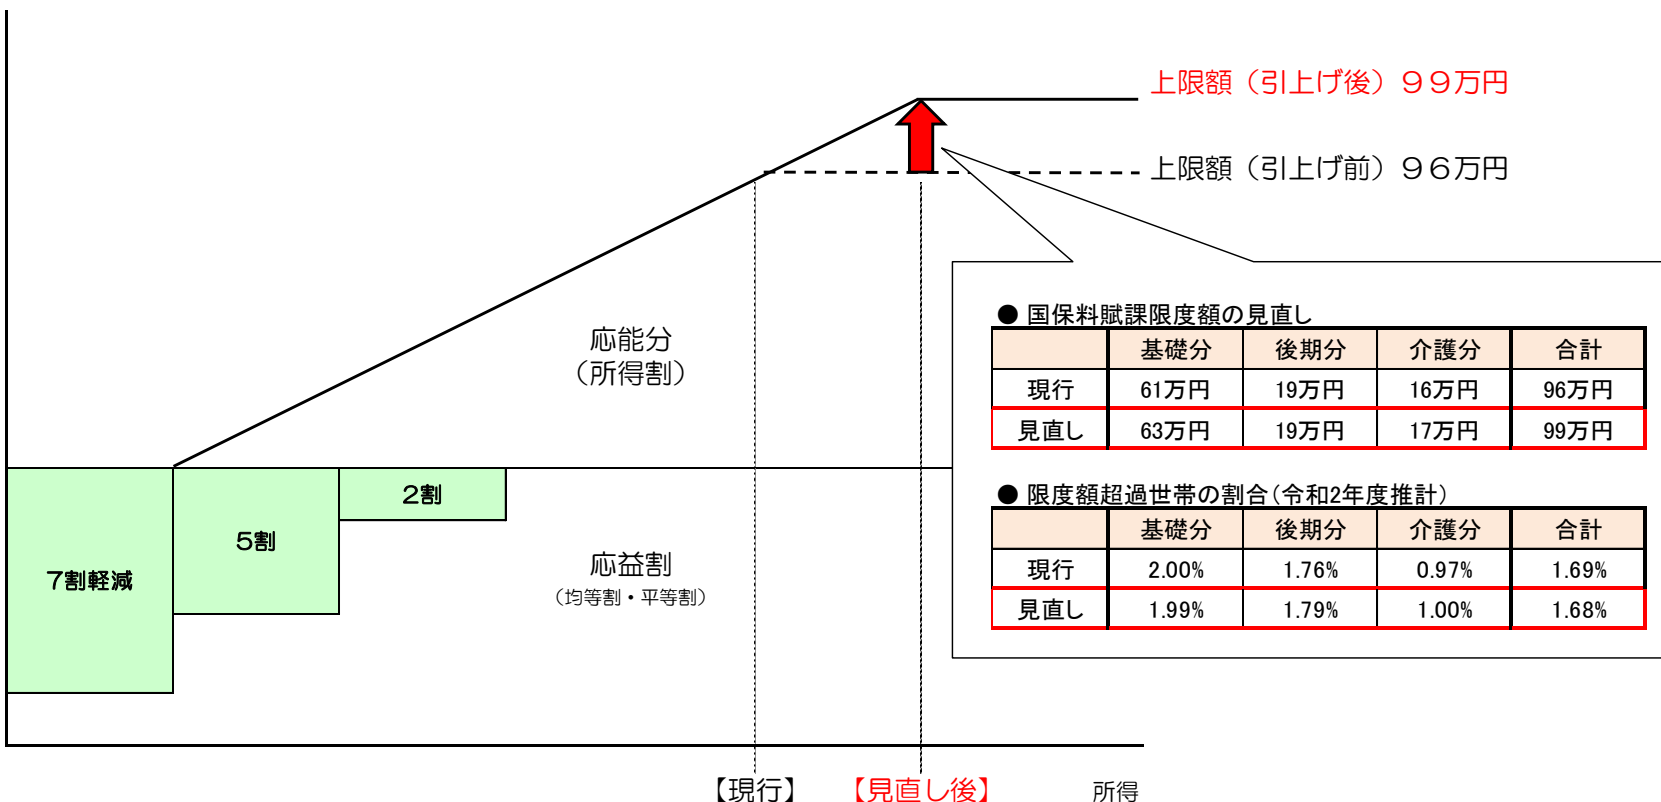 上限額（引上げ後）９９万円
上限額（引上げ前）９６万円
応能分
（所得割）
● 国保料賦課限度額の見直し
基礎分 後期分 介護分 合計
現行 61万円 19万円 16万円 96万円
見直し 63万円 19万円 17万円 99万円
● 限度額超過世帯の割合（令和2年度推計）
基礎分 後期分 介護分 合計
現行 2.00% 1.76% 0.97% 1.69%
見直し 1.99% 1.79% 1.00% 1.68%
7割軽減
5割
2割
応益割
（均等割・平等割）
【現行】 【見直し後】 所得